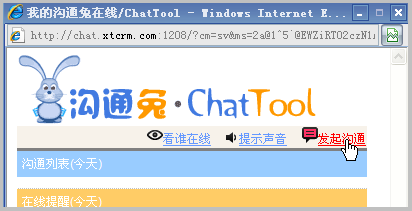 我的沟通兔在线/ChatTool - Windows Internet E
http://chat.xtcrm.com:1208/?cm=sv&ms=2a@1^5`@EWZiRTO2czN1
沟通兔·ChatTool
看谁在线 提示声音 发起沟通
沟通列表(今天)
在线提醒(今天)